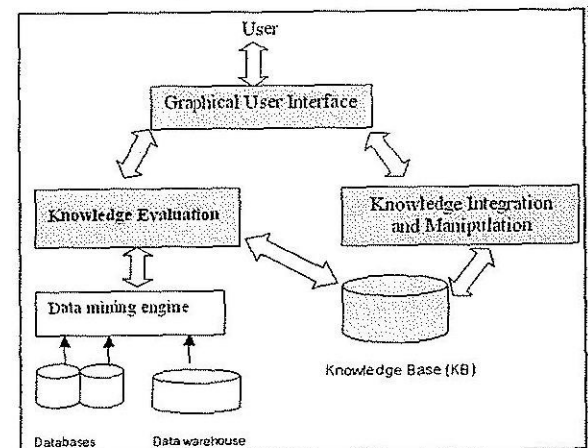 User
Graphical User Interface
Knowledge Evaluation
Knowledge Integration
and Manipulation
Data mining engine
Knowledge Base (KB)
Databases
Data warehouse